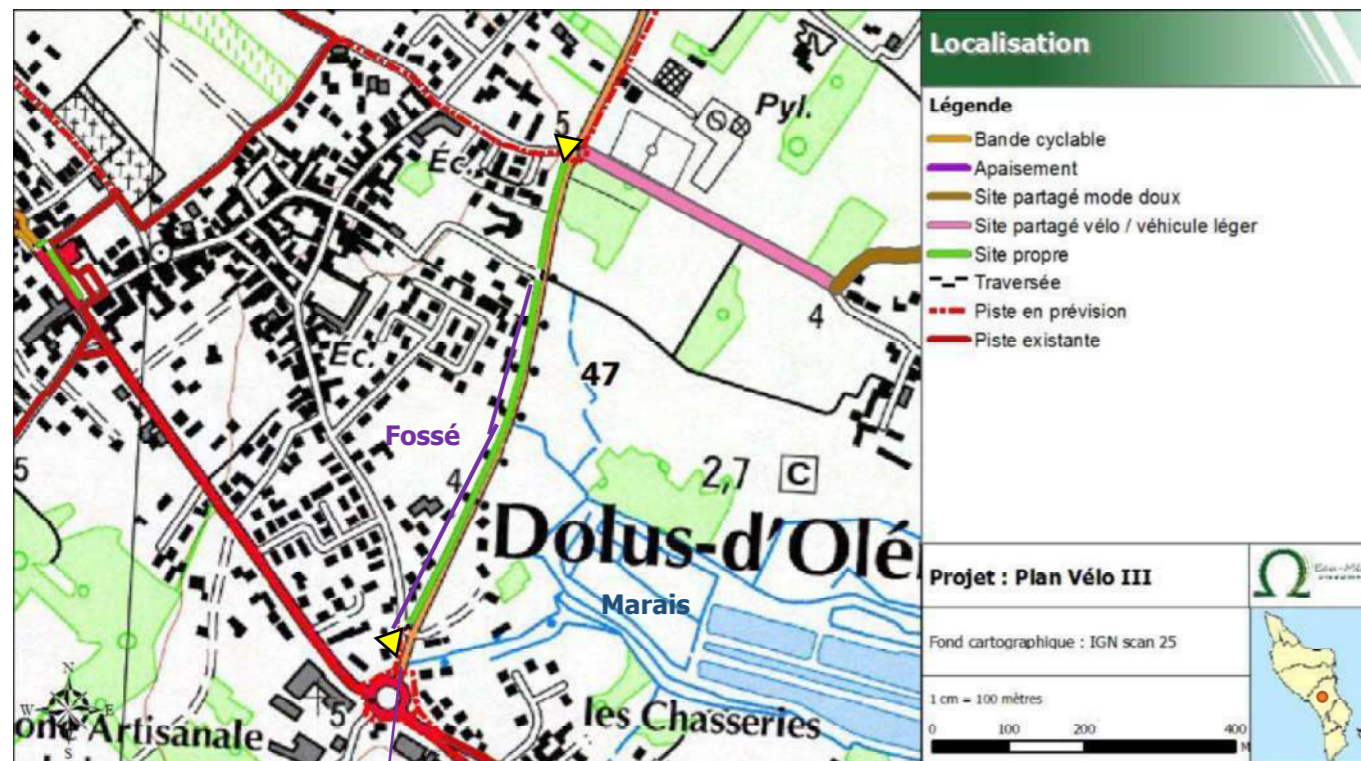 5
Pyl.
Éc.
Éc.
47
4
Fossé
5
4
2,7
C
Dolus-d'Olé
Marais
N
W E
S
one Artisanale
5
les Chasseries
Localisation
Légende
Bande cyclable
Apaisement
Site partagé mode doux
Site partagé vélo / véhicule léger
Site propre
Traversée
Piste en prévision
Piste existante
Projet : Plan Vélo III
Fond cartographique : IGN scan 25
1 cm = 100 mètres
0 100 200 400
M